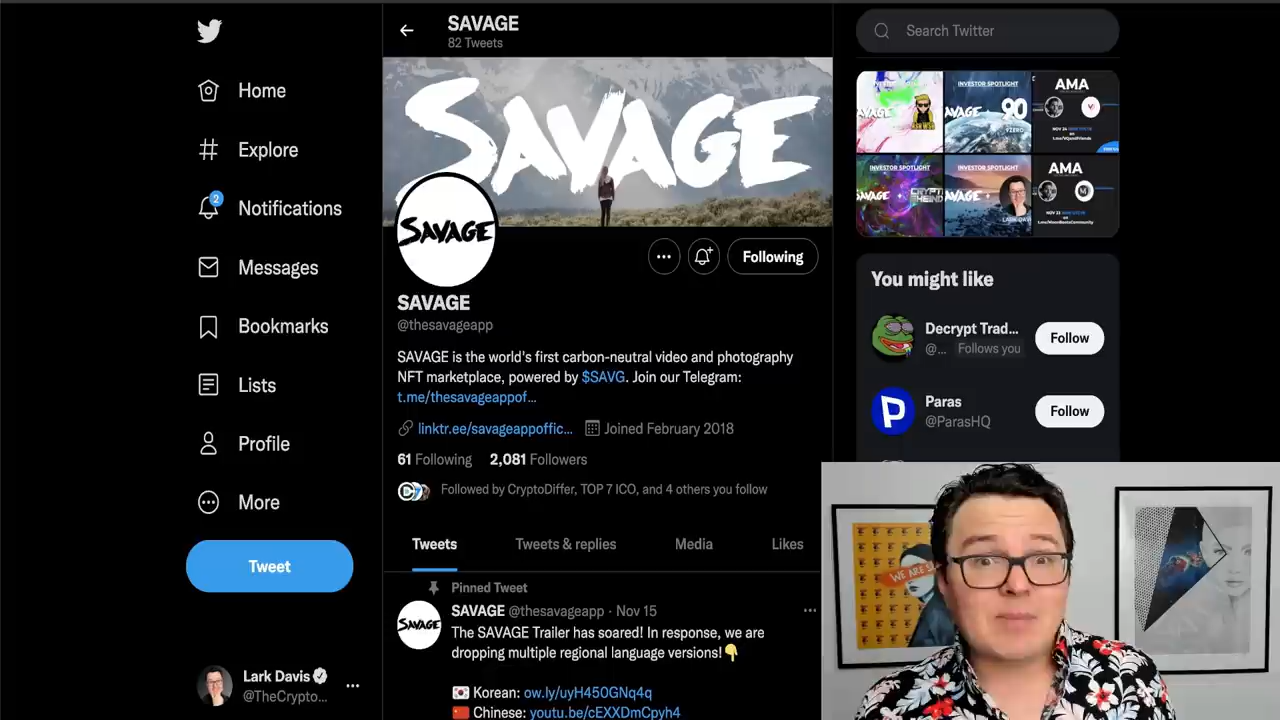 SAVAGE
82 Tweets
Search Twitter
Home
Explore
2
Notifications
Messages
Bookmarks
Lists
Profile
More
Tweet
Lark Davis
@TheCrypto...
SAVAGE
SAVAGE
Following
SAVAGE
@thesavageapp
SAVAGE is the world's first carbon-neutral video and photography
NFT marketplace, powered by $SAVG. Join our Telegram:
t.me/thesavageappof...
linktr.ee/savageappoffic...
Joined February 2018
61 Following 2,081 Followers
Followed by CryptoDiffer, TOP 7 ICO, and 4 others you follow
Tweets
Tweets & replies
Media
Likes
Pinned Tweet
SAVAGE
SAVAGE @thesavageapp · Nov 15
The SAVAGE Trailer has soared! In response, we are
dropping multiple regional language versions!👇
🇰🇷 Korean: ow.ly/uyH450GNq4q
🇨🇳 Chinese: youtu.be/cEXXDmCpyh4
INVESTOR SPOTLIGHT
AMA
INVESTOR SPOTLIGHT
INVESTOR SPOTLIGHT
AMA
You might like
Decrypt Trad...
@... Follows you
Follow
Paras
@ParasHQ
Follow
WE ARE